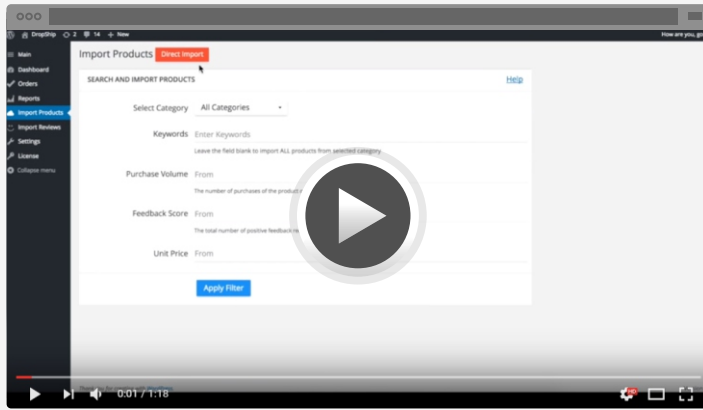 DropShip 2 14 + New How are you,
Import Products Direct Import
Main
Dashboard
Orders
Reports
Import Products
Import Reviews
Settings
License
Collapse menu
SEARCH AND IMPORT PRODUCTS Help
Select Category All Categories
Keywords Enter Keywords
Leave the field blank to import ALL products from selected category
Purchase Volume From
The number of purchases of the product
Feedback Score From
The total number of positive feedback
Unit Price From
Apply Filter
0:01 / 1:18
HD